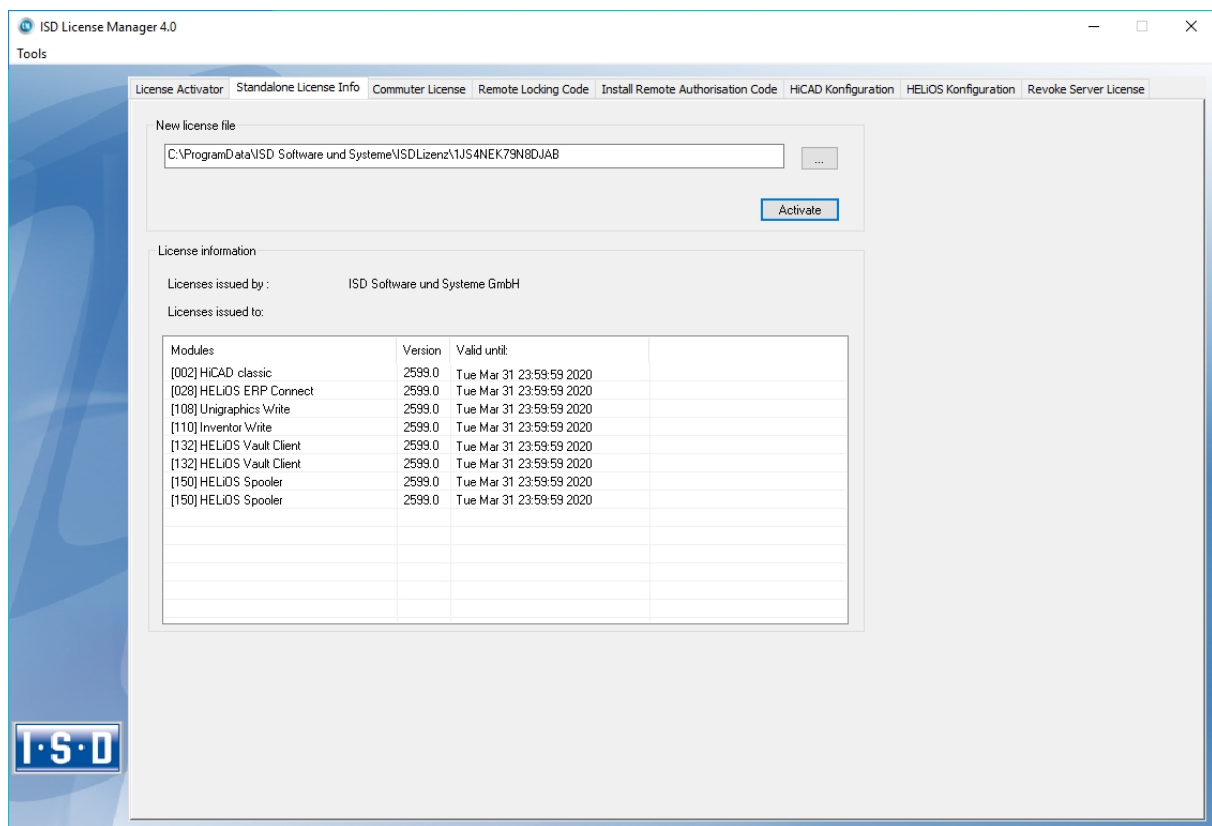 ISD License Manager 4.0
Tools
License Activator Standalone License Info Commuter License Remote Locking Code Install Remote Authorisation Code HiCAD Konfiguration HELiOS Konfiguration Revoke Server License
New license file
C:\ProgramData\ISD Software und Systeme\ISDLizenz\1JS4NEK79N8DJAB
...
Activate
License information
Licenses issued by : ISD Software und Systeme GmbH
Licenses issued to:
Modules Version Valid until:
[002] HiCAD classic 2599.0 Tue Mar 31 23:59:59 2020
[028] HELiOS ERP Connect 2599.0 Tue Mar 31 23:59:59 2020
[108] Unigraphics Write 2599.0 Tue Mar 31 23:59:59 2020
[110] Inventor Write 2599.0 Tue Mar 31 23:59:59 2020
[132] HELiOS Vault Client 2599.0 Tue Mar 31 23:59:59 2020
[132] HELiOS Vault Client 2599.0 Tue Mar 31 23:59:59 2020
[150] HELiOS Spooler 2599.0 Tue Mar 31 23:59:59 2020
[150] HELiOS Spooler 2599.0 Tue Mar 31 23:59:59 2020
I·S·D